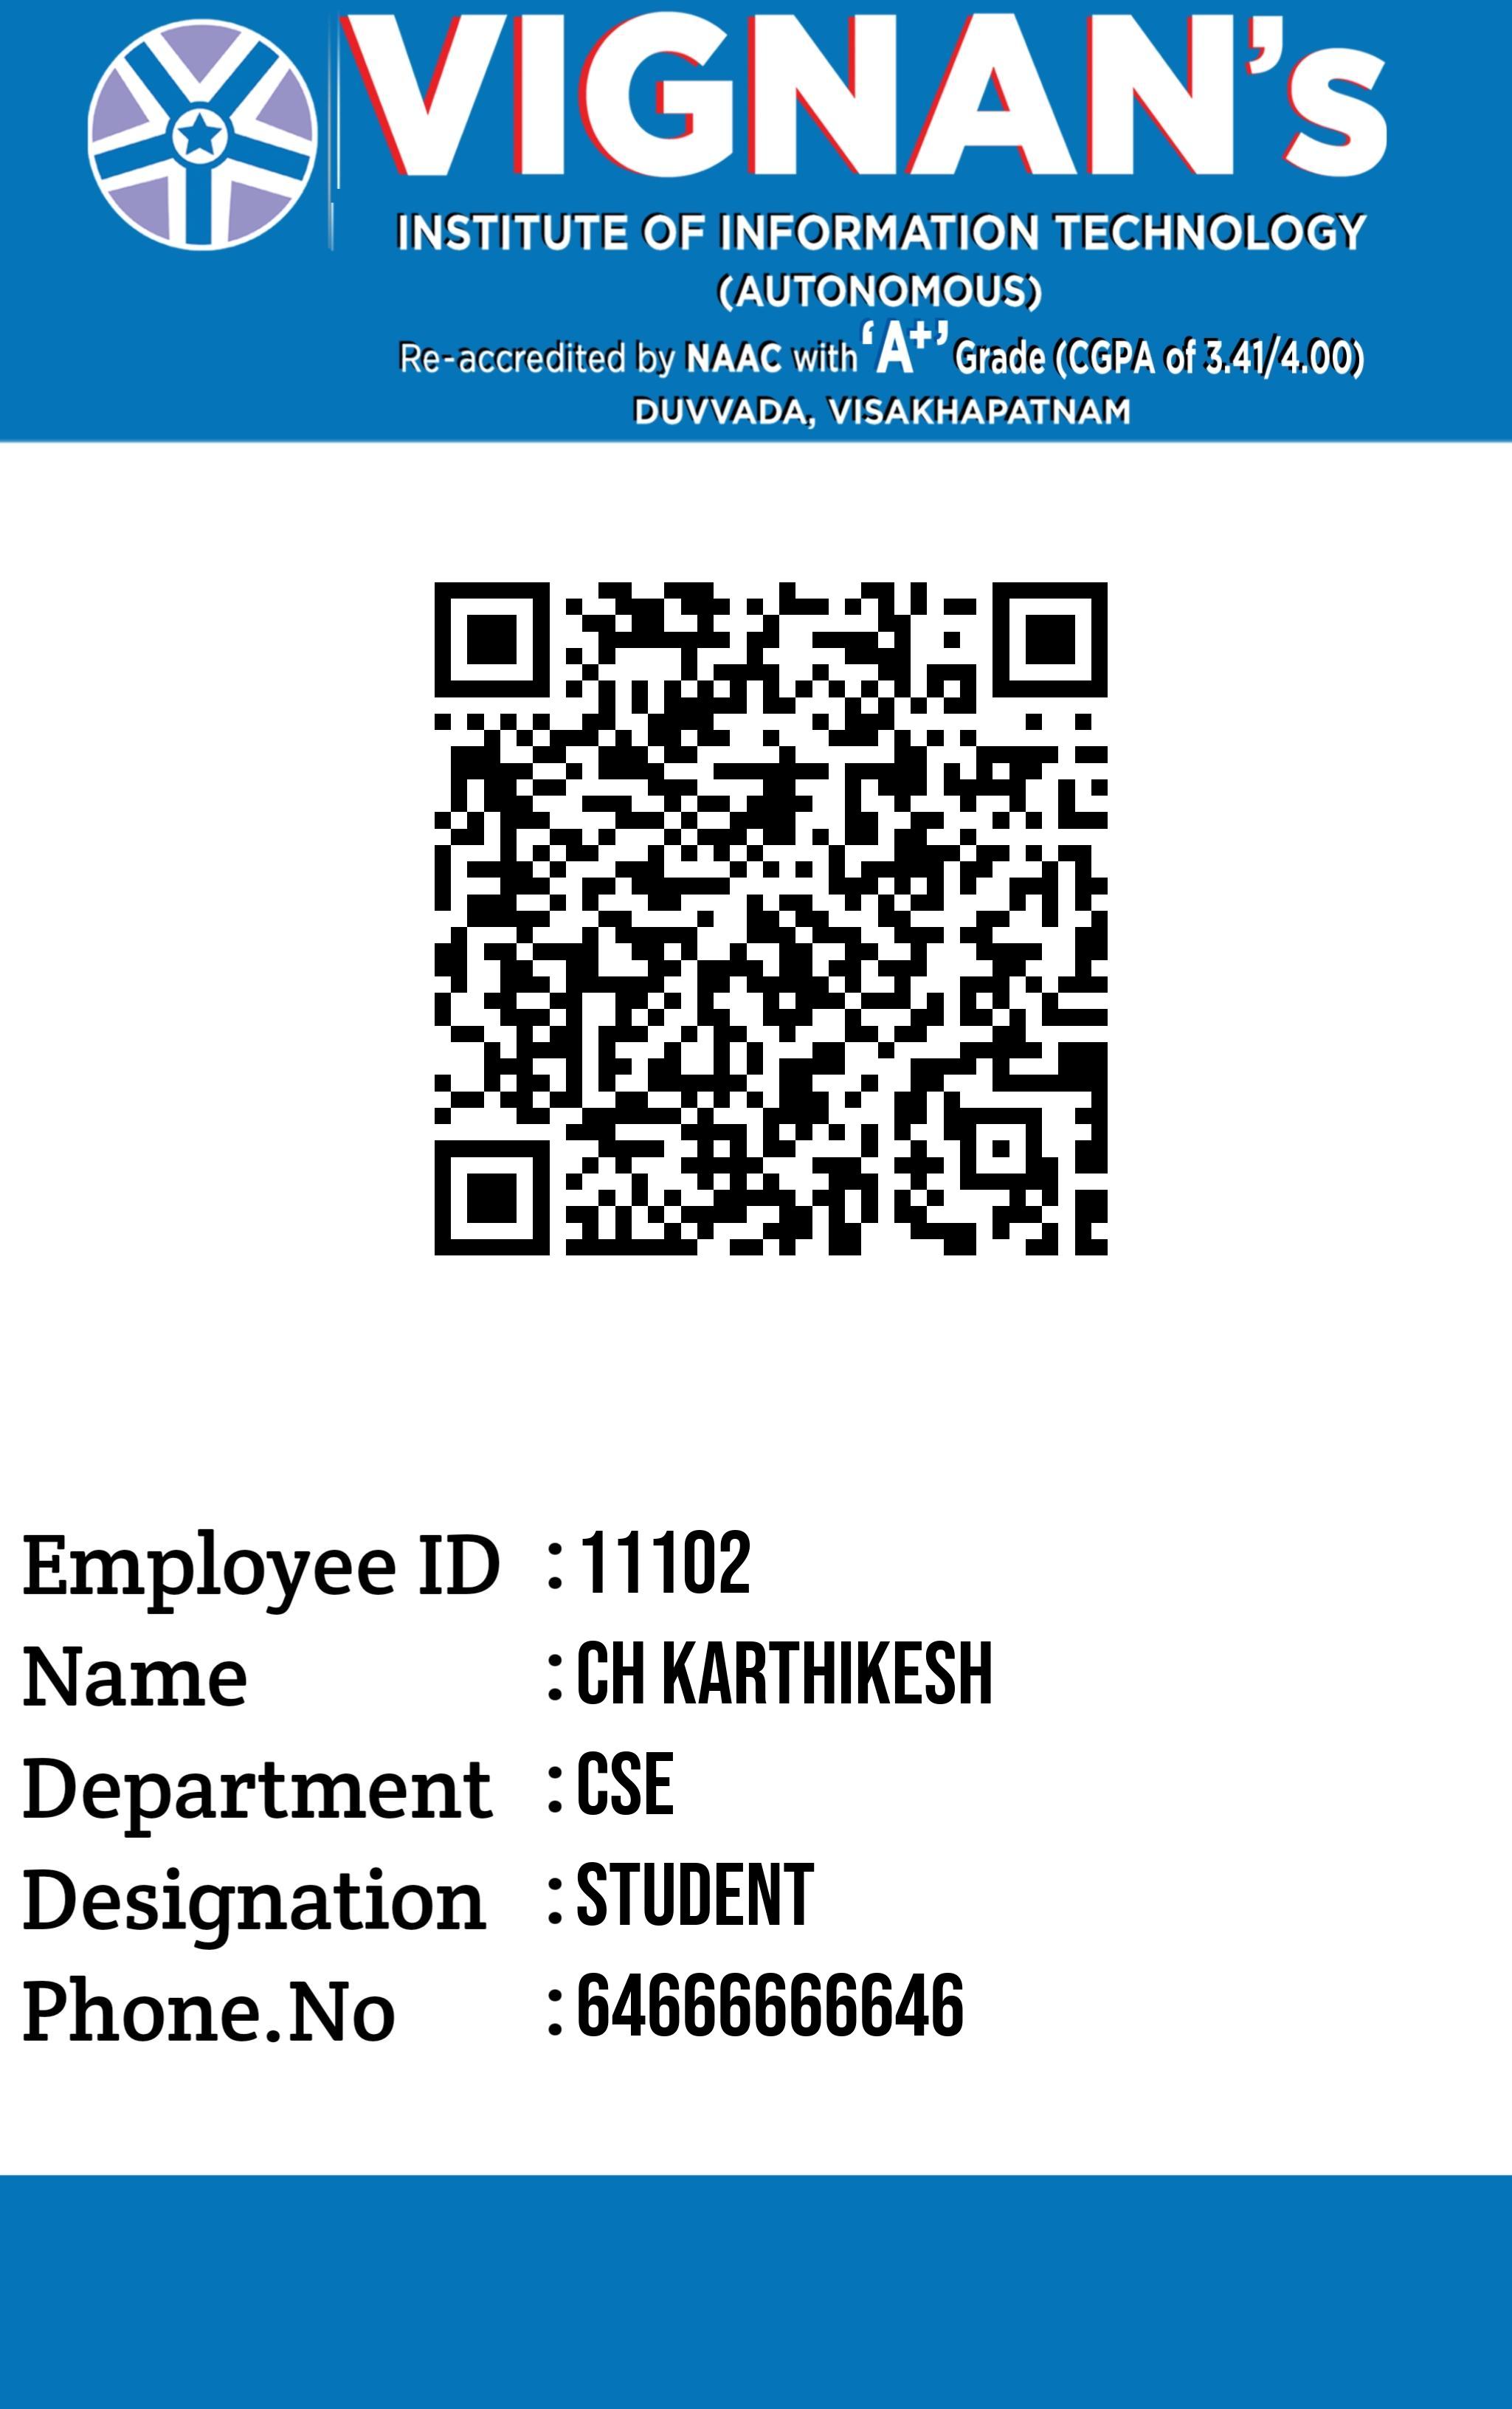 VIGNAN's
INSTITUTE OF INFORMATION TECHNOLOGY
(AUTONOMOUS)
Re-accredited by NAAC with 'A+' Grade (CGPA of 3.41/4.00)
DUVVADA, VISAKHAPATNAM
Employee ID : 11102
Name : CH KARTHIKESH
Department : CSE
Designation : STUDENT
Phone.No : 64666666646